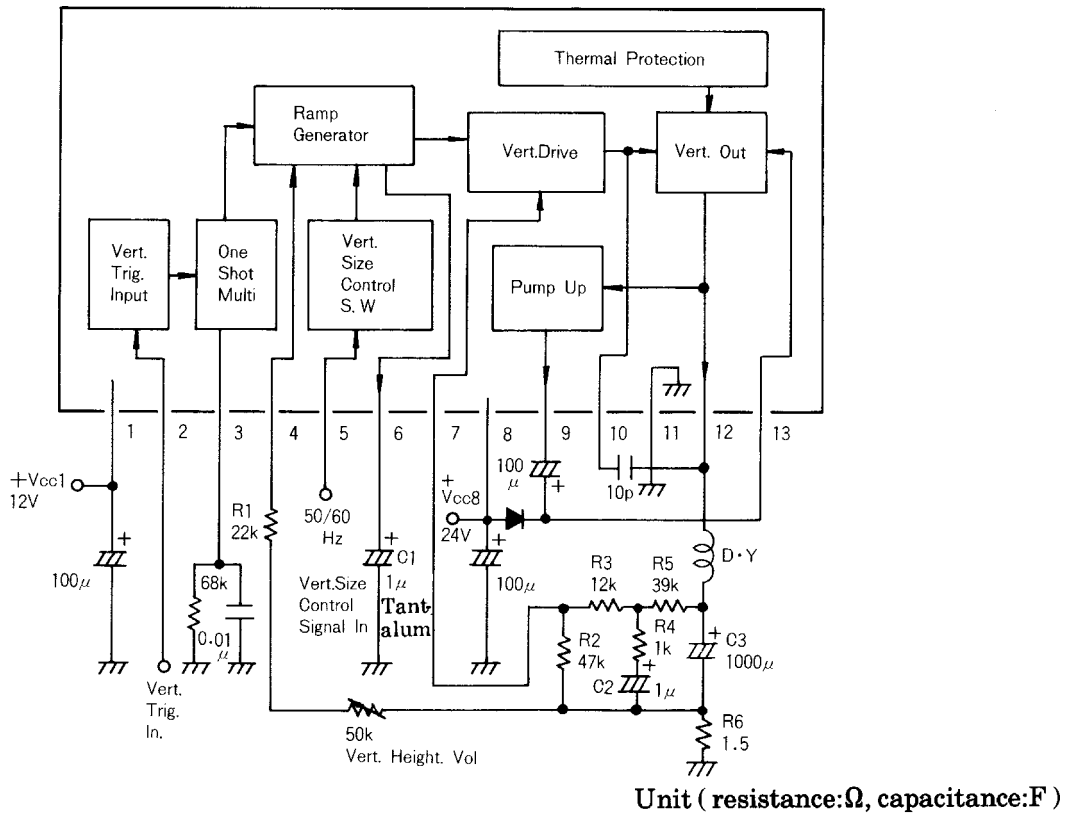 Thermal Protection
Ramp
Generator
Vert.Drive
Vert. Out
Vert.
Trig.
Input
One
Shot
Multi
Vert.
Size
Control
S.W
Pump Up
1
2
3
4
5
6
7
8
9
10
11
12
13
+Vcc1
12V
100μ
68k
0.01
μ
Vert.
Trig.
In.
R1
22k
50/60
Hz
Vert.Size
Control
Signal In
+
C1
1μ
Tant-
alum
+
Vcc8
24V
+
100μ
100
μ
+
10p
D·Y
R3
12k
R5
39k
R2
47k
R4
1k
+
C2
1μ
+
C3
1000μ
R6
1.5
50k
Vert. Height. Vol
+
Unit ( resistance:Ω, capacitance:F )